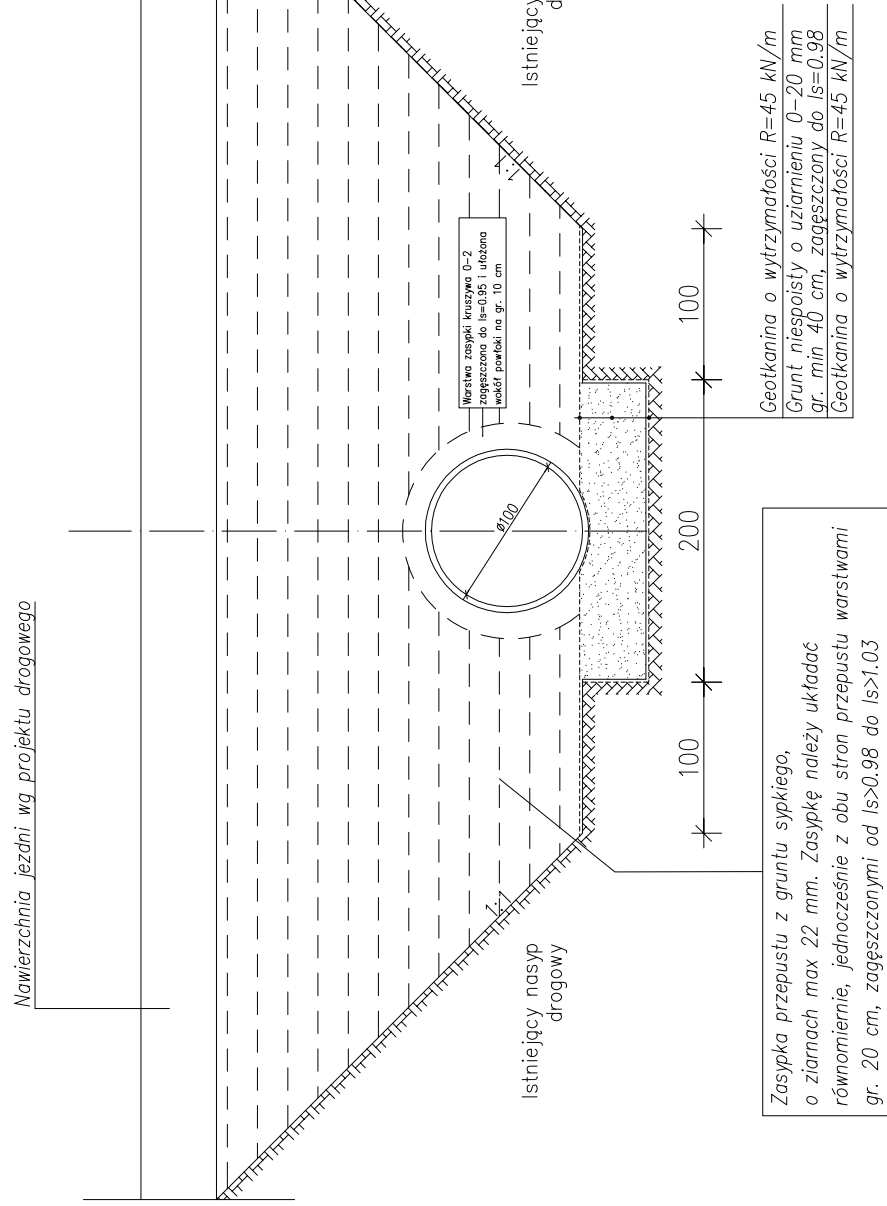 Nawierzchnia jezdni wg projektu drogowego
Istniejący
d
Warstwa zasypki kruszywa 0-2
zagęszczona do Is=0.95 i ułożona
wokół powłoki na gr. 10 cm
1:1
1:1
ø100
Istniejący nasyp
drogowy
100
200
100
Geotkanina o wytrzymałości R=45 kN/m
Grunt niespoisty o uziarnieniu 0-20 mm
gr. min 40 cm, zagęszczony do Is=0.98
Geotkanina o wytrzymałości R=45 kN/m
Zasypka przepustu z gruntu sypkiego,
o ziarnach max 22 mm. Zasypkę należy układać
równomiernie, jednocześnie z obu stron przepustu warstwami
gr. 20 cm, zagęszczonymi od Is>0.98 do Is>1.03